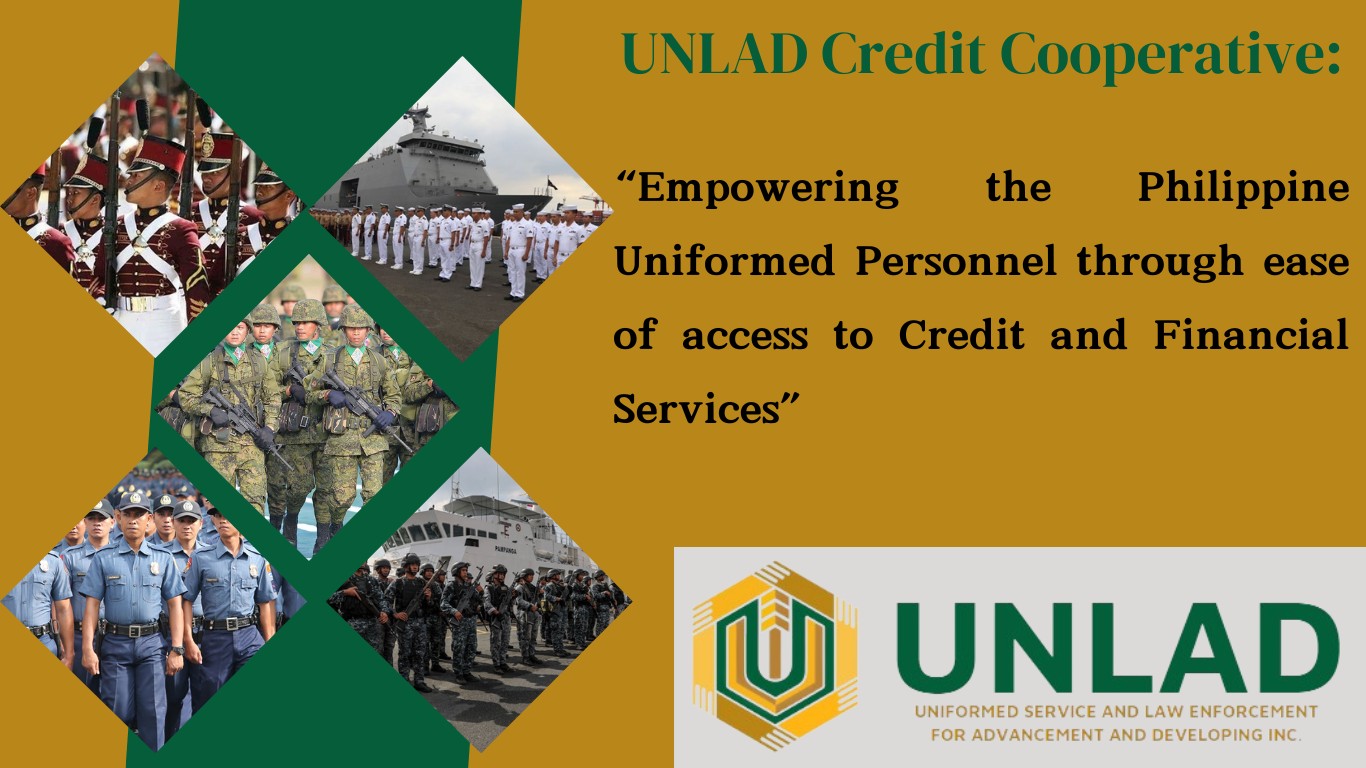 UNLAD Credit Cooperative:
“Empowering the Philippine
Uniformed Personnel through ease
of access to Credit and Financial
Services”
PAMPANGA
UNLAD
UNIFORMED SERVICE AND LAW ENFORCEMENT
FOR ADVANCEMENT AND DEVELOPING INC.